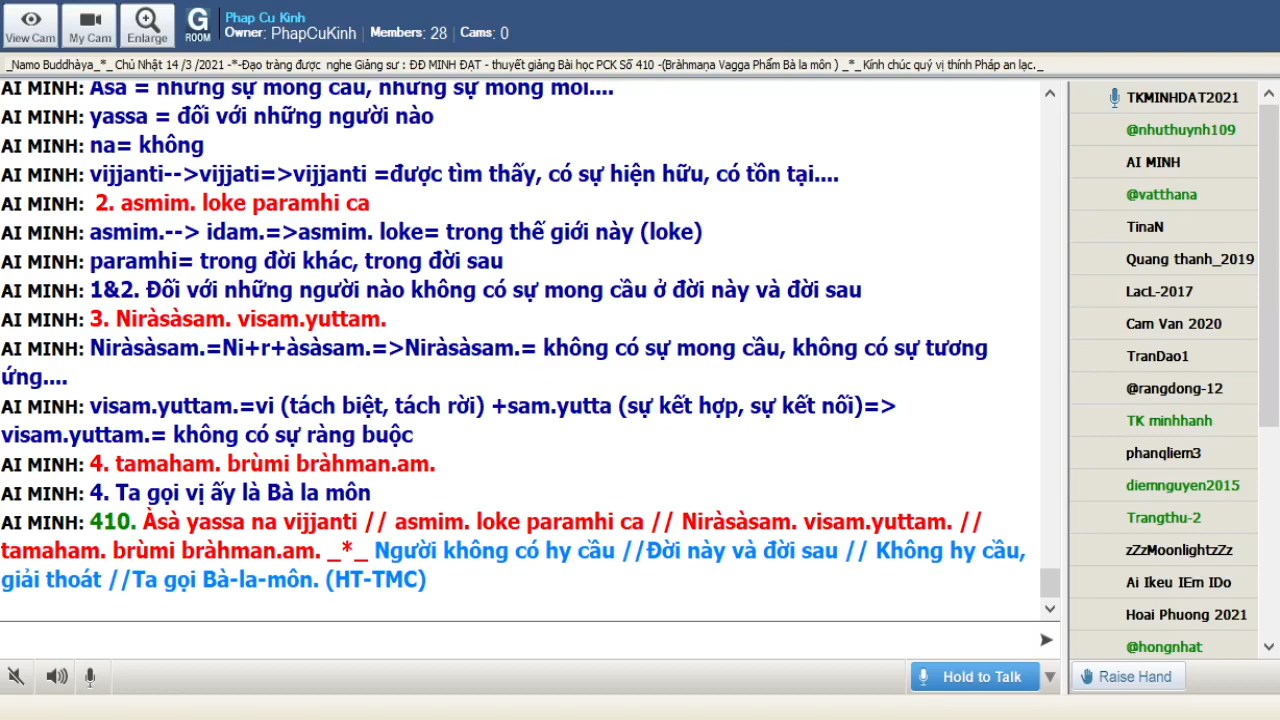 View Cam
My Cam
Enlarge
G
ROOM
Phap Cu Kinh
Owner: PhapCuKinh | Members: 28 | Cams: 0
_Namo Buddhàya_*_ Chủ Nhật 14 /3 /2021 -*-Đạo tràng được nghe Giảng sư : ĐĐ MINH ĐẠT - thuyết giảng Bài học PCK Số 410 -(Bràhmaṇa Vagga Phẩm Bà la môn ) _*_Kính chúc quý vị thính Pháp an lạc._
AI MINH: Àsà = những sự mong cầu, những sự mong mỏi....
AI MINH: yassa = đối với những người nào
AI MINH: na= không
AI MINH: vijjanti-->vijjati=>vijjanti =được tìm thấy, có sự hiện hữu, có tồn tại....
AI MINH: 2. asmim. loke paramhi ca
AI MINH: asmim.--> idam.=>asmim. loke= trong thế giới này (loke)
AI MINH: paramhi= trong đời khác, trong đời sau
AI MINH: 1&2. Đối với những người nào không có sự mong cầu ở đời này và đời sau
AI MINH: 3. Niràsàsam. visam.yuttam.
AI MINH: Niràsàsam.=Ni+r+àsàsam.=>Niràsàsam.= không có sự mong cầu, không có sự tương
ứng....
AI MINH: visam.yuttam.=vi (tách biệt, tách rời) +sam.yutta (sự kết hợp, sự kết nối)=>
visam.yuttam.= không có sự ràng buộc
AI MINH: 4. tamaham. brùmi bràhman.am.
AI MINH: 4. Ta gọi vị ấy là Bà la môn
AI MINH: 410. Àsà yassa na vijjanti // asmim. loke paramhi ca // Niràsàsam. visam.yuttam. //
tamaham. brùmi bràhman.am. _*_ Người không có hy cầu //Đời này và đời sau // Không hy cầu,
giải thoát //Ta gọi Bà-la-môn. (HT-TMC)
TKMINHDAT2021
@nhuthuynh109
AI MINH
@vatthana
TinaN
Quang thanh_2019
LacL-2017
Cam Van 2020
TranDao1
@rangdong-12
TK minhhanh
phanqliem3
diemnguyen2015
Trangthu-2
zZzMoonlightzZz
Ai Ikeu IEm IDo
Hoai Phuong 2021
@hongnhat
Hold to Talk
Raise Hand